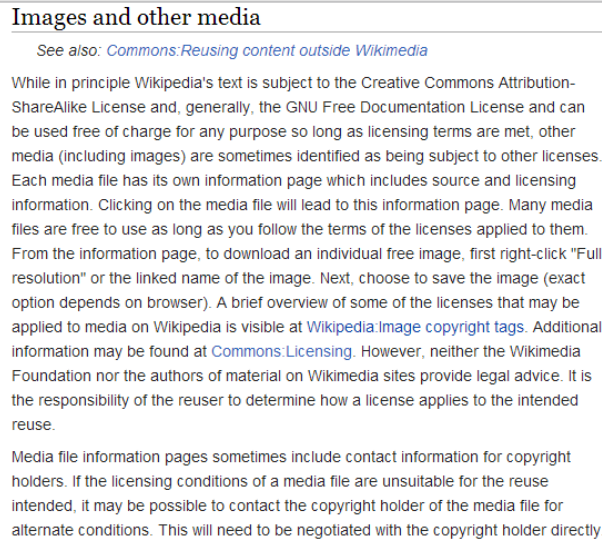 Images and other media
See also: Commons:Reusing content outside Wikimedia
While in principle Wikipedia's text is subject to the Creative Commons Attribution-
ShareAlike License and, generally, the GNU Free Documentation License and can
be used free of charge for any purpose so long as licensing terms are met, other
media (including images) are sometimes identified as being subject to other licenses.
Each media file has its own information page which includes source and licensing
information. Clicking on the media file will lead to this information page. Many media
files are free to use as long as you follow the terms of the licenses applied to them.
From the information page, to download an individual free image, first right-click "Full
resolution" or the linked name of the image. Next, choose to save the image (exact
option depends on browser). A brief overview of some of the licenses that may be
applied to media on Wikipedia is visible at Wikipedia:Image copyright tags. Additional
information may be found at Commons:Licensing. However, neither the Wikimedia
Foundation nor the authors of material on Wikimedia sites provide legal advice. It is
the responsibility of the reuser to determine how a license applies to the intended
reuse.
Media file information pages sometimes include contact information for copyright
holders. If the licensing conditions of a media file are unsuitable for the reuse
intended, it may be possible to contact the copyright holder of the media file for
alternate conditions. This will need to be negotiated with the copyright holder directly